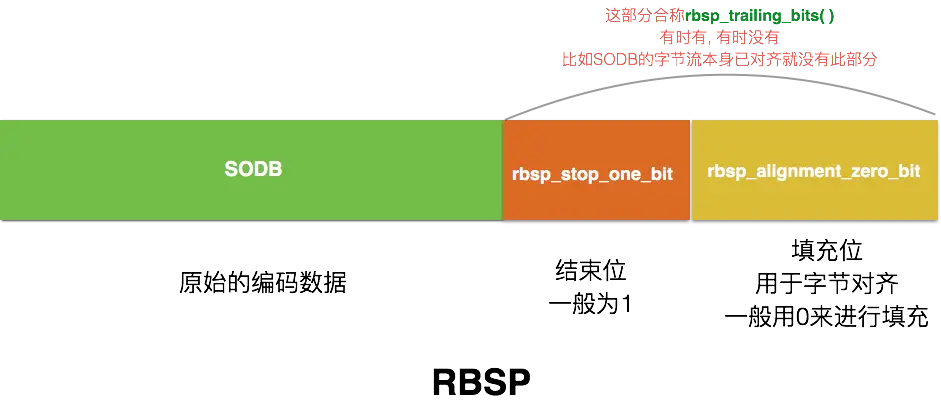 这部分合称rbsp_trailing_bits( )
有时有, 有时没有
比如SODB的字节流本身已对齐就没有此部分
SODB
rbsp_stop_one_bit
rbsp_alignment_zero_bit
原始的编码数据
结束位
一般为1
填充位
用于字节对齐
一般用0来进行填充
RBSP